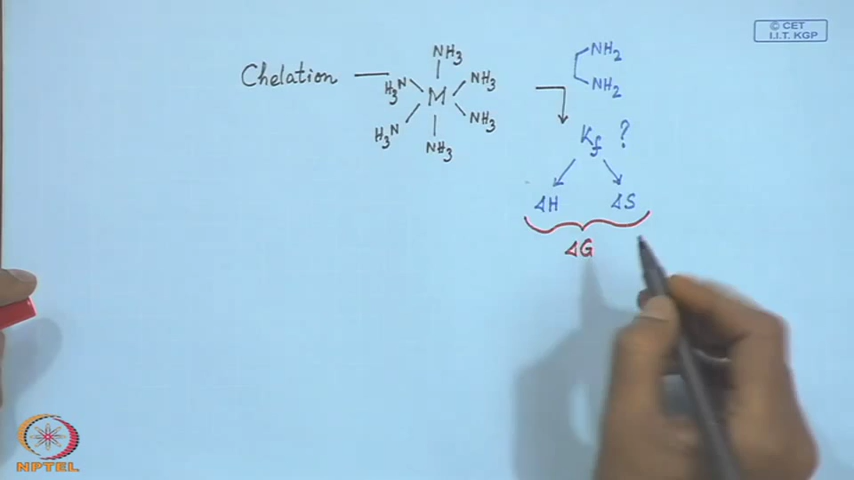 © CET
I.I.T. KGP
Chelation
NH3
H3N
NH3
M
H3N
NH3
NH3
NH2
NH2
Kf ?
ΔH
ΔS
ΔG
NPTEL